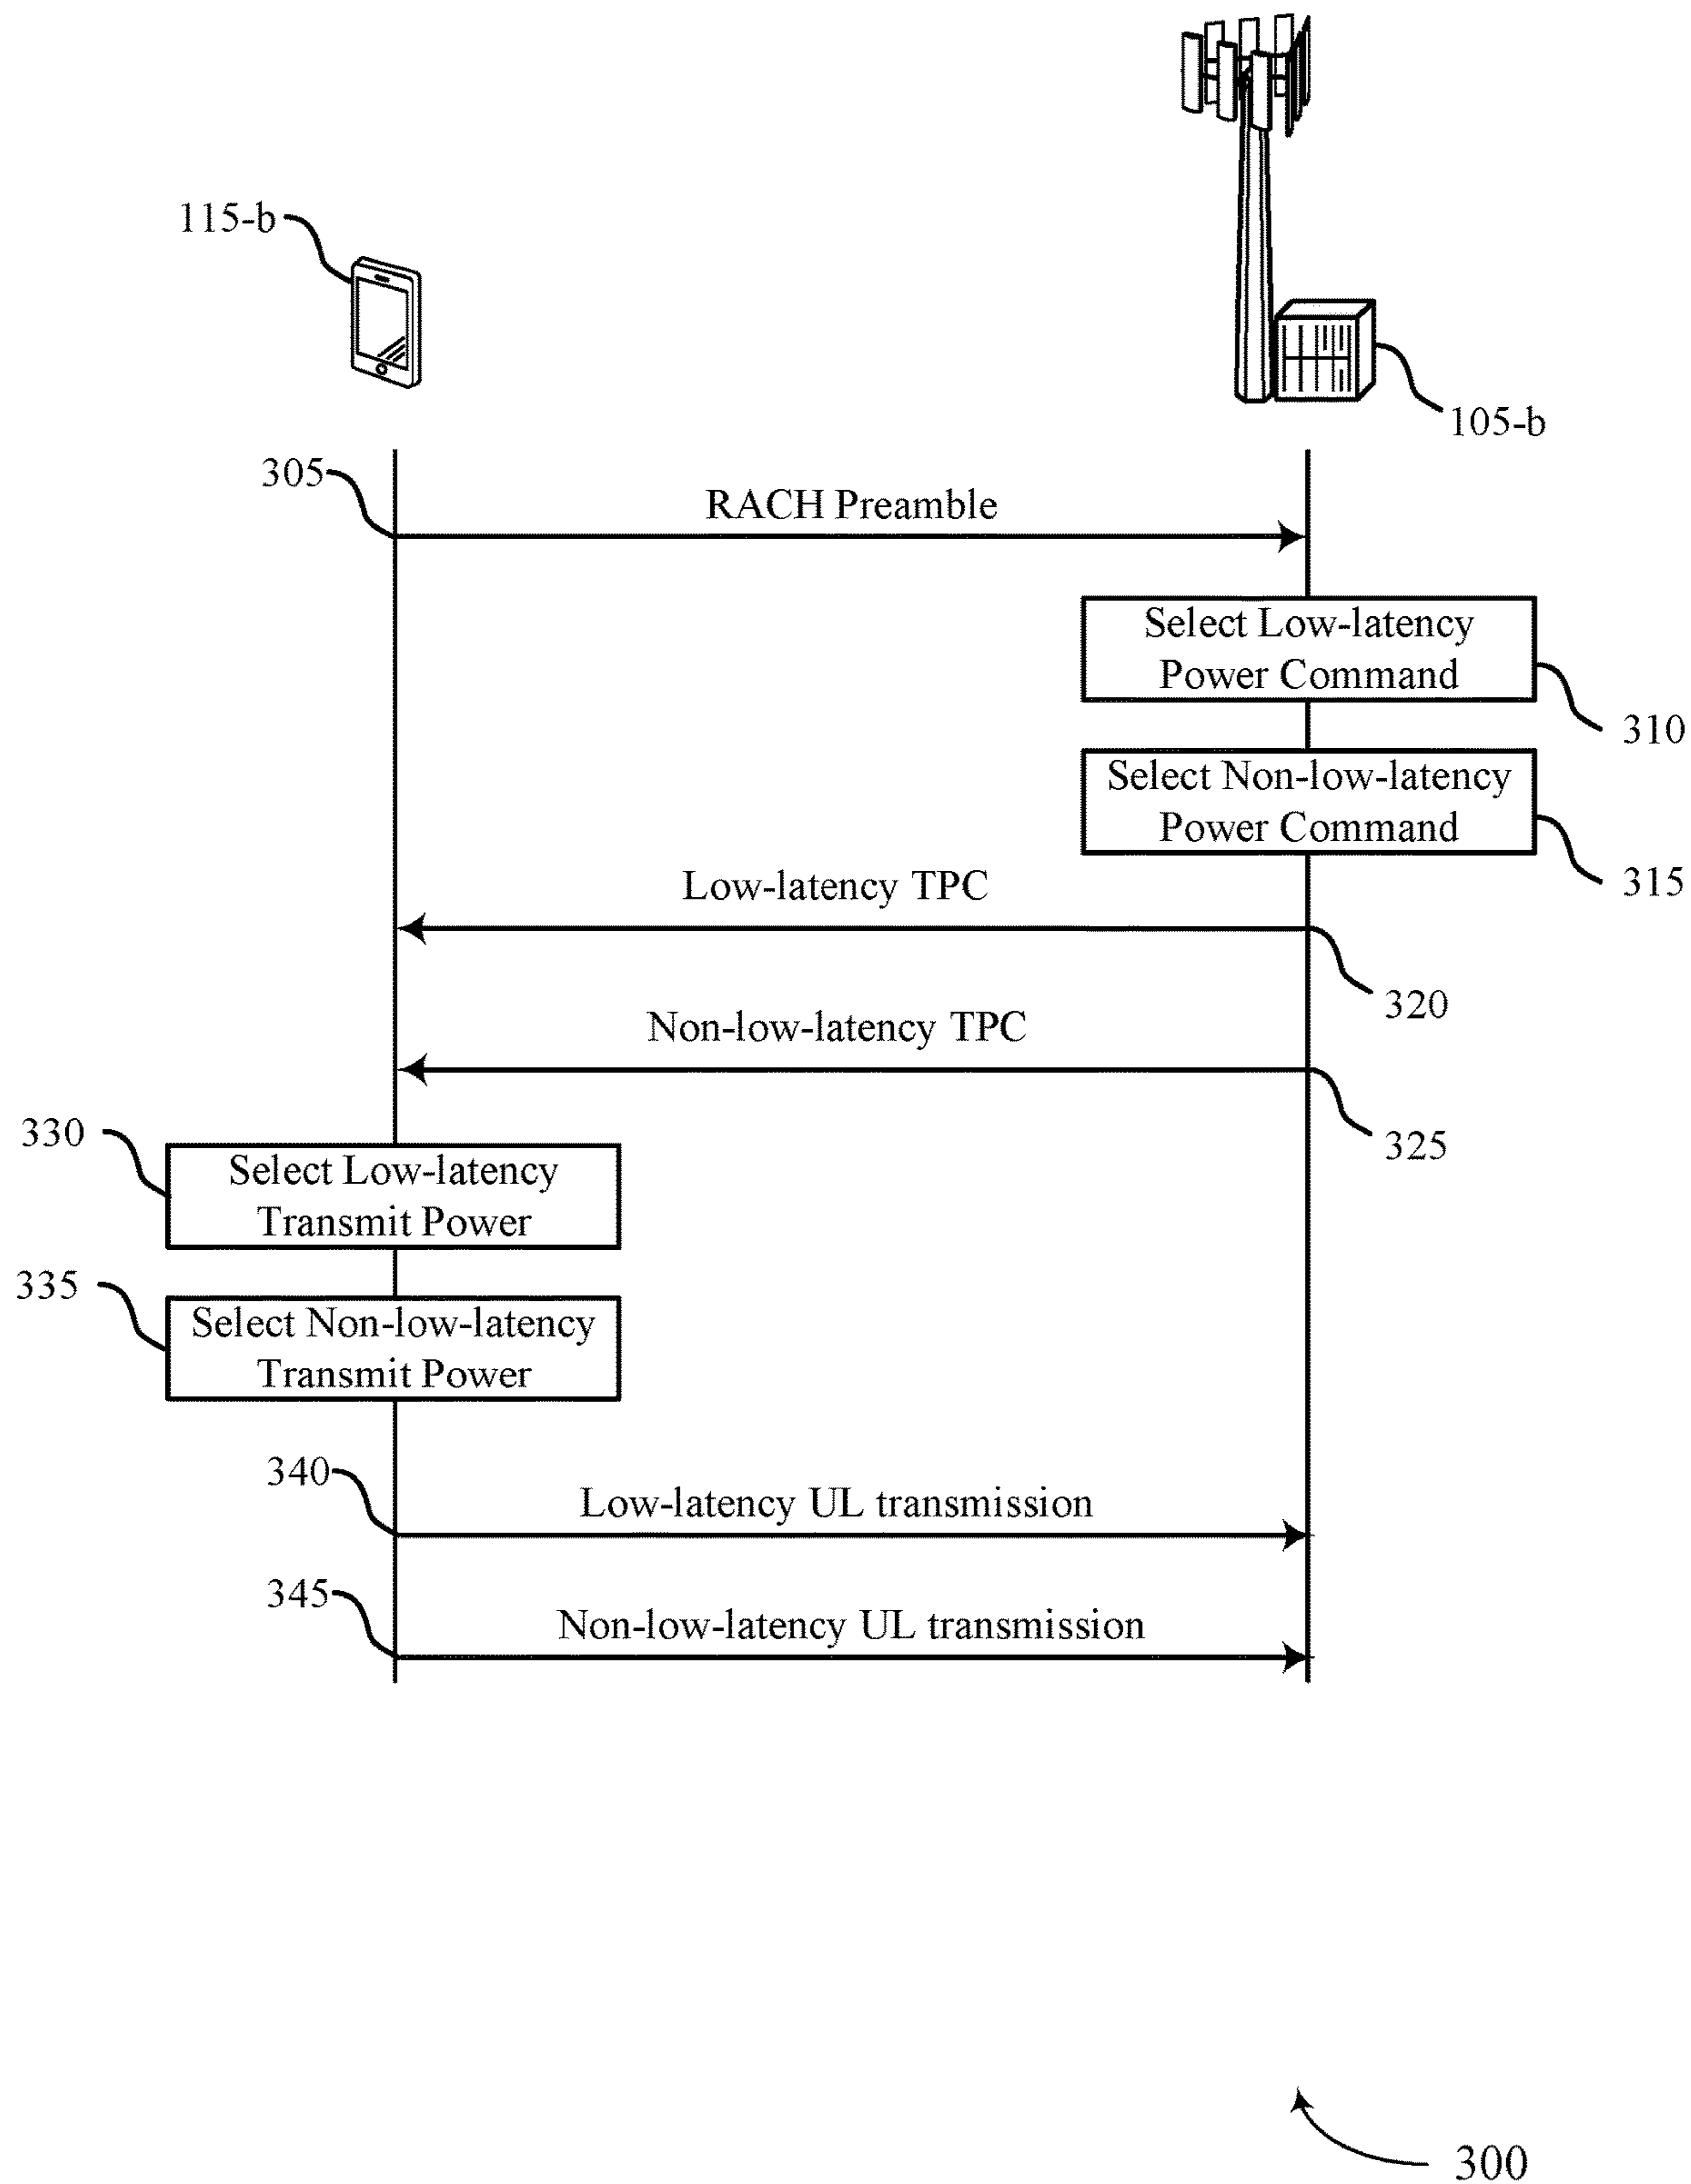 115-b
105-b
305
RACH Preamble
Select Low-latency
Power Command
310
Select Non-low-latency
Power Command
315
Low-latency TPC
320
Non-low-latency TPC
325
330
Select Low-latency
Transmit Power
335
Select Non-low-latency
Transmit Power
340
Low-latency UL transmission
345
Non-low-latency UL transmission
300